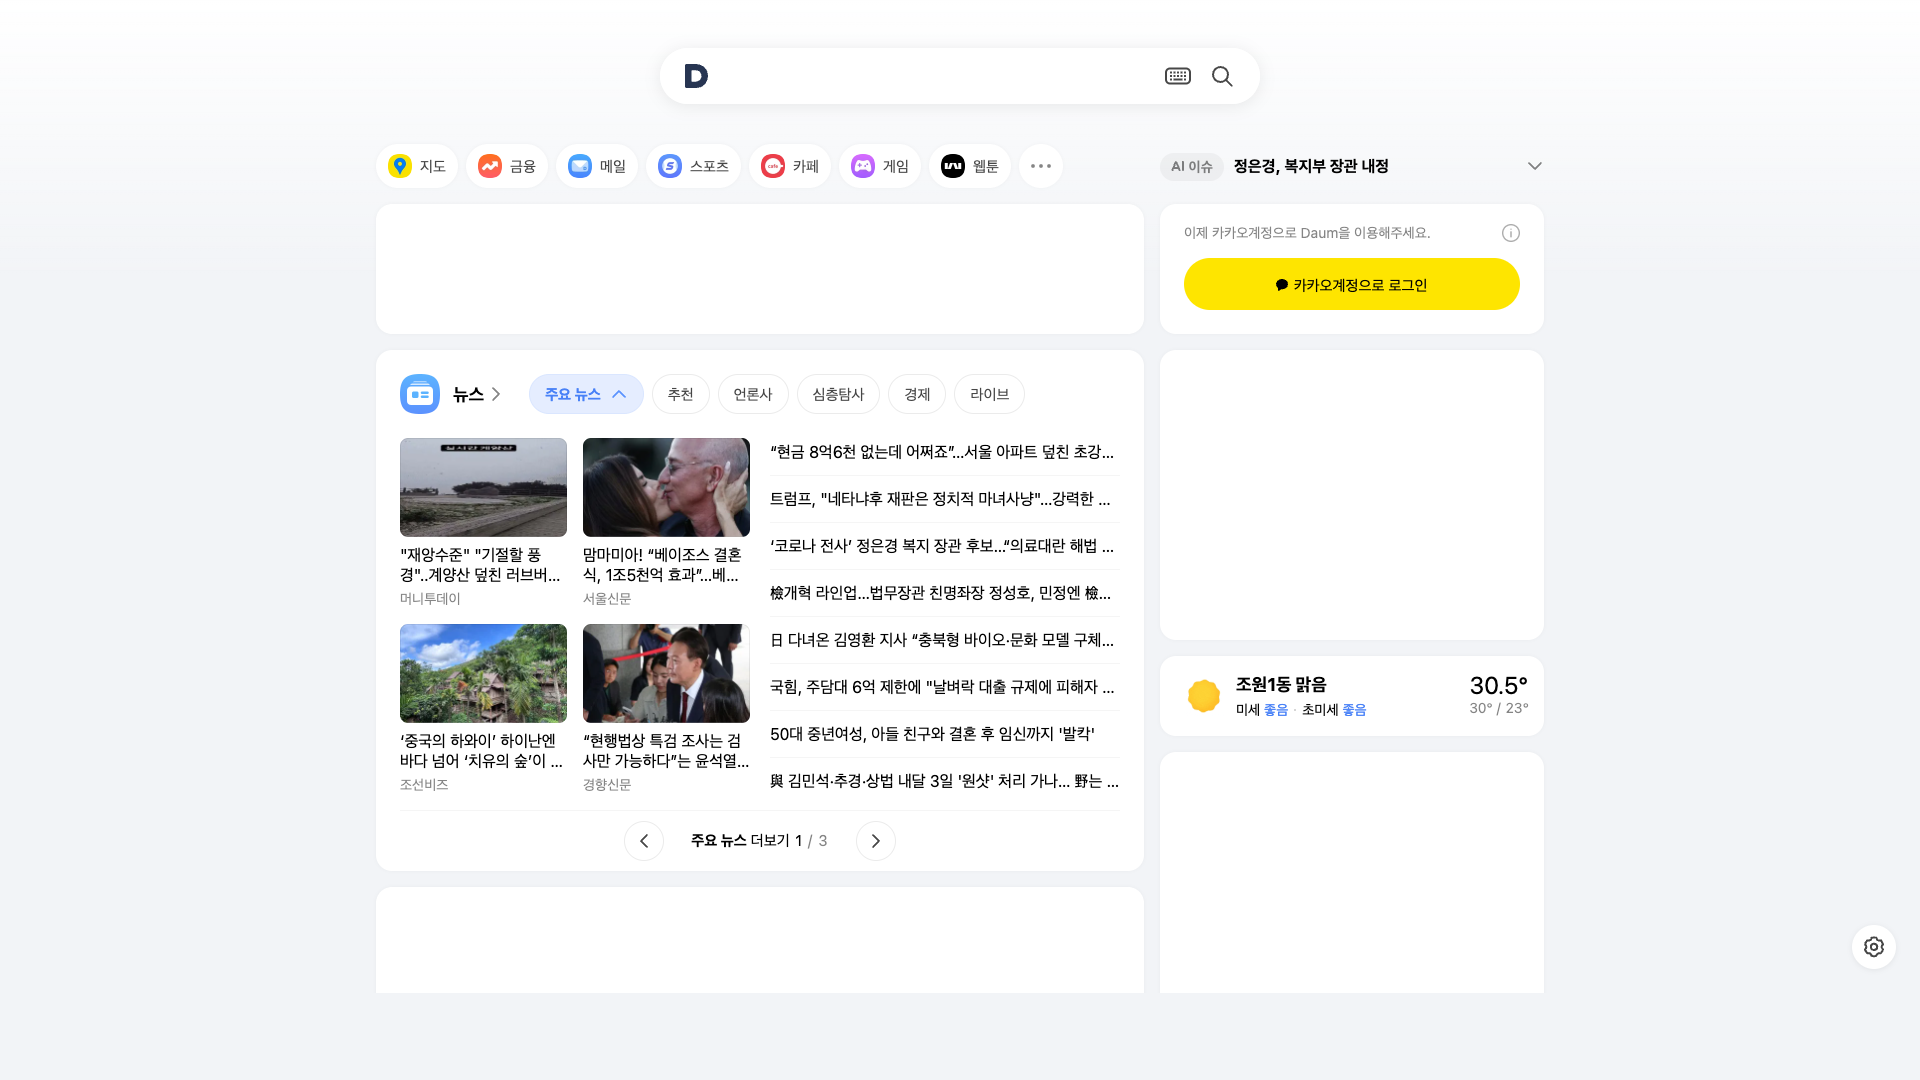 D
지도
금융
메일
스포츠
cafe 카페
게임
웹툰
AI 이슈 정은경, 복지부 장관 내정
이제 카카오계정으로 Daum을 이용해주세요.
카카오계정으로 로그인
뉴스
주요 뉴스
추천
언론사
심층탐사
경제
라이브
"재앙수준" "기절할 풍
경"..계양산 덮친 러브버...
머니투데이
맘마미아! “베이조스 결혼
식, 1조5천억 효과”...베...
서울신문
‘중국의 하와이’ 하이난엔
바다 넘어 ‘치유의 숲’이 ...
조선비즈
“현행법상 특검 조사는 검
사만 가능하다”는 윤석열...
경향신문
“현금 8억6천 없는데 어쩌죠”...서울 아파트 덮친 초강...
트럼프, "네타냐후 재판은 정치적 마녀사냥"...강력한 ...
‘코로나 전사’ 정은경 복지 장관 후보...“의료대란 해법 ...
檢개혁 라인업...법무장관 친명좌장 정성호, 민정엔 檢...
日 다녀온 김영환 지사 “충북형 바이오·문화 모델 구체...
국힘, 주담대 6억 제한에 "날벼락 대출 규제에 피해자 ...
50대 중년여성, 아들 친구와 결혼 후 임신까지 '발칵'
與 김민석·추경·상법 내달 3일 '원샷' 처리 가나... 野는 ...
주요 뉴스 더보기 1 / 3
조원1동 맑음
미세 좋음 · 초미세 좋음
30.5°
30° / 23°